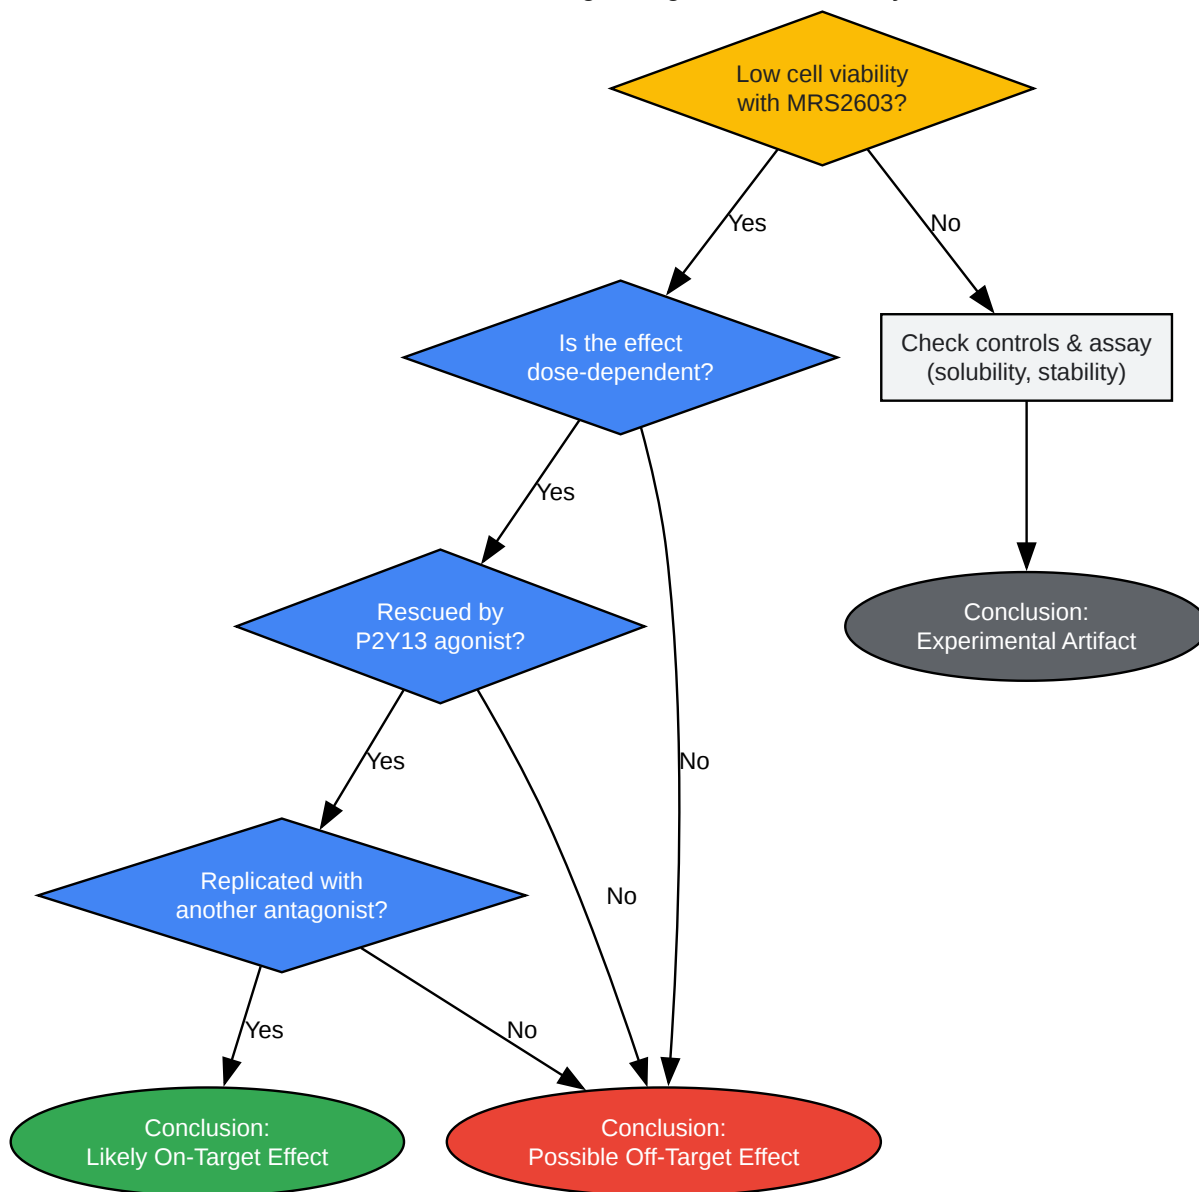 Low cell viability
with MRS2603?
Yes
No
Is the effect
dose-dependent?
Check controls & assay
(solubility, stability)
Yes
Rescued by
P2Y13 agonist?
Conclusion:
Experimental Artifact
Yes
No
Replicated with
another antagonist?
No
Yes
No
Conclusion:
Likely On-Target Effect
Conclusion:
Possible Off-Target Effect